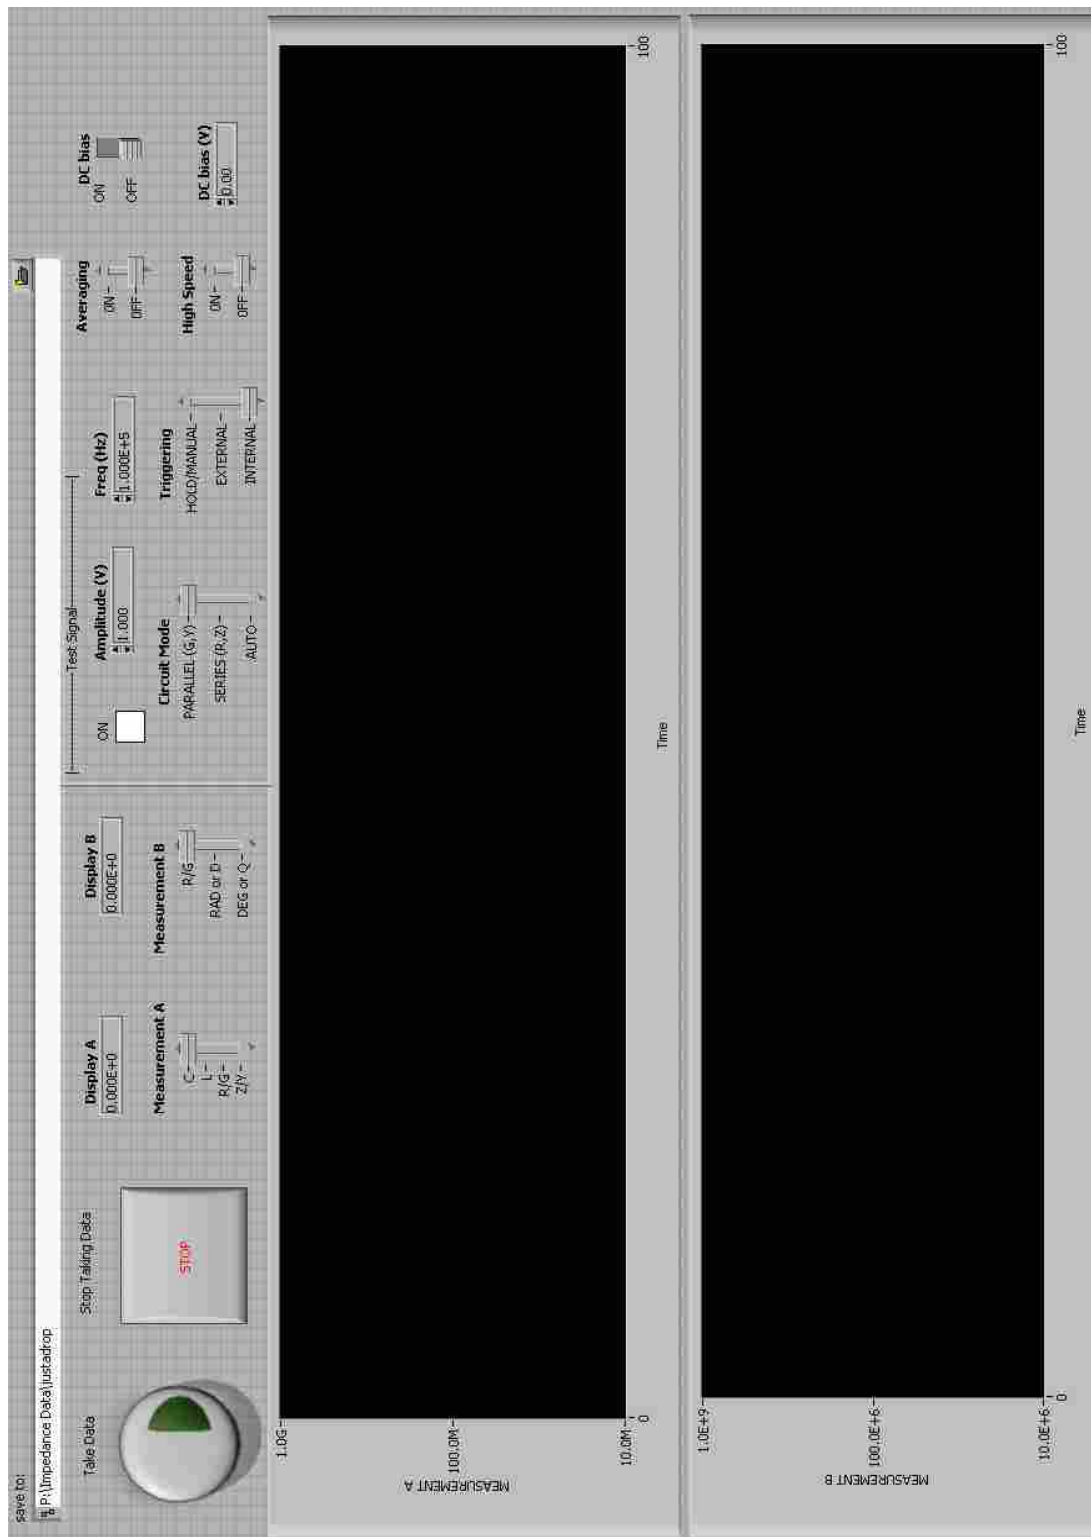 save to:
P:\Impedance Data\justadrop
Take Data
Stop Taking Data
STOP
Display A
0.000E+0
Display B
0.000E+0
Measurement A
C
L
R/G
Z/Y
Measurement B
R/G
RAD or D
DEG or Q
Test Signal
ON
Amplitude (V)
1.000
Freq (Hz)
1.000E+5
Circuit Mode
PARALLEL (G,Y)
SERIES (R,Z)
AUTO
Triggering
HOLD/MANUAL
EXTERNAL
INTERNAL
Averaging
ON
OFF
High Speed
ON
OFF
DC bias
ON
OFF
DC bias (V)
0.00
MEASUREMENT A
1.0G
100.0M
10.0M
0
100
Time
MEASUREMENT B
1.0E+9
100.0E+6
10.0E+6
0
100
Time